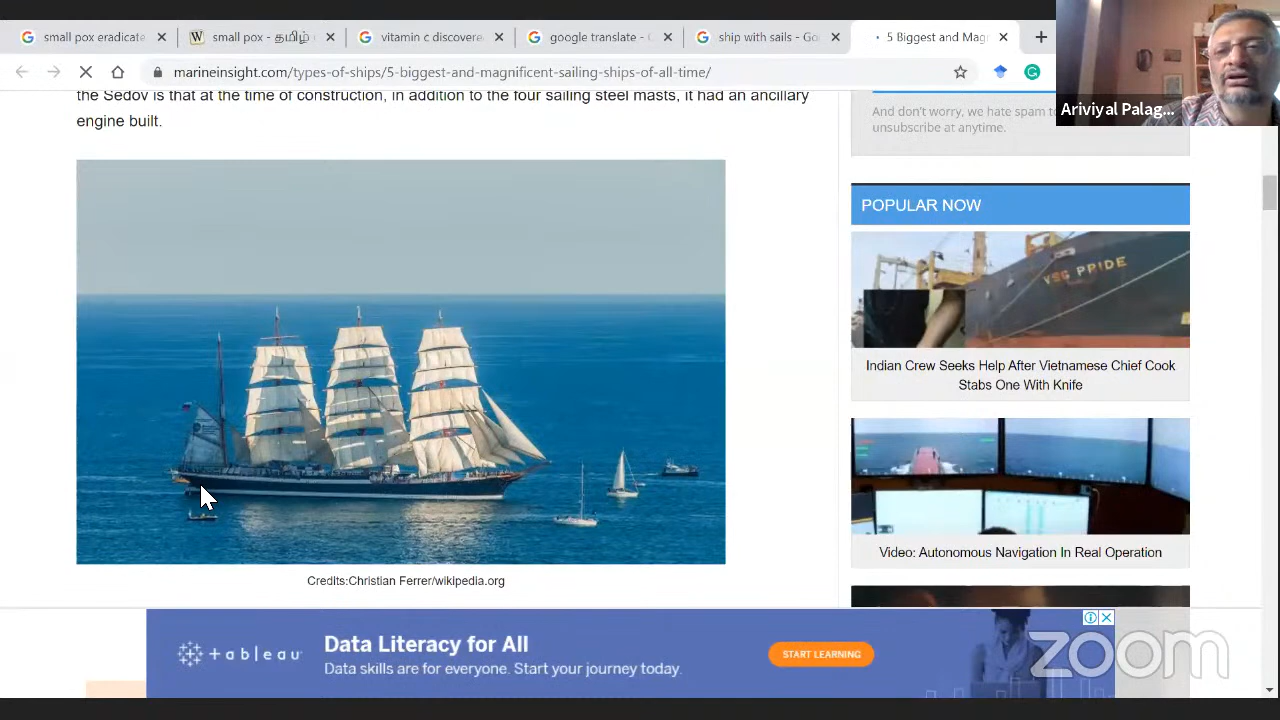 small pox eradicate
small pox - தமிழ்
vitamin c discovere
google translate -
ship with sails - Go
5 Biggest and Mag
marineinsight.com/types-of-ships/5-biggest-and-magnificent-sailing-ships-of-all-time/
Ariviyal Palag...
the Sedov is that at the time of construction, in addition to the four sailing steel masts, it had an ancillary
engine built.
And don't worry, we hate spam
unsubscribe at anytime.
POPULAR NOW
VSG PRIDE
Indian Crew Seeks Help After Vietnamese Chief Cook
Stabs One With Knife
Video: Autonomous Navigation In Real Operation
Credits:Christian Ferrer/wikipedia.org
+ableau
Data Literacy for All
Data skills are for everyone. Start your journey today.
START LEARNING
zoom